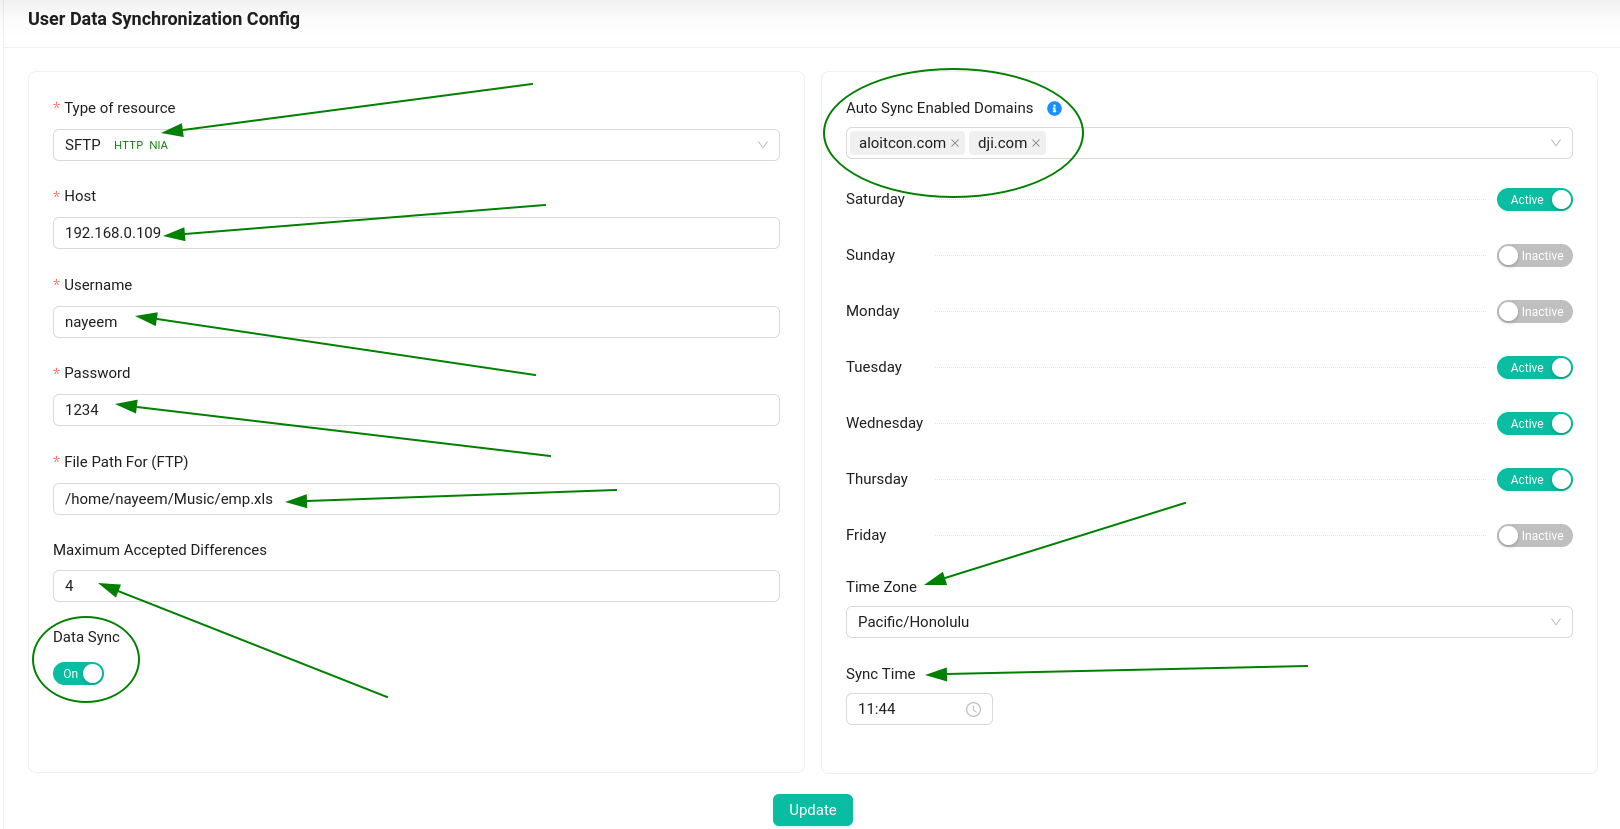 User Data Synchronization Config
* Type of resource
SFTP HTTP NIA
* Host
192.168.0.109
* Username
nayeem
* Password
1234
* File Path For (FTP)
/home/nayeem/Music/emp.xls
Maximum Accepted Differences
4
Data Sync
On
Auto Sync Enabled Domains
aloitcon.com × dji.com ×
Saturday Active
Sunday Inactive
Monday Inactive
Tuesday Active
Wednesday Active
Thursday Active
Friday Inactive
Time Zone
Pacific/Honolulu
Sync Time
11:44
Update